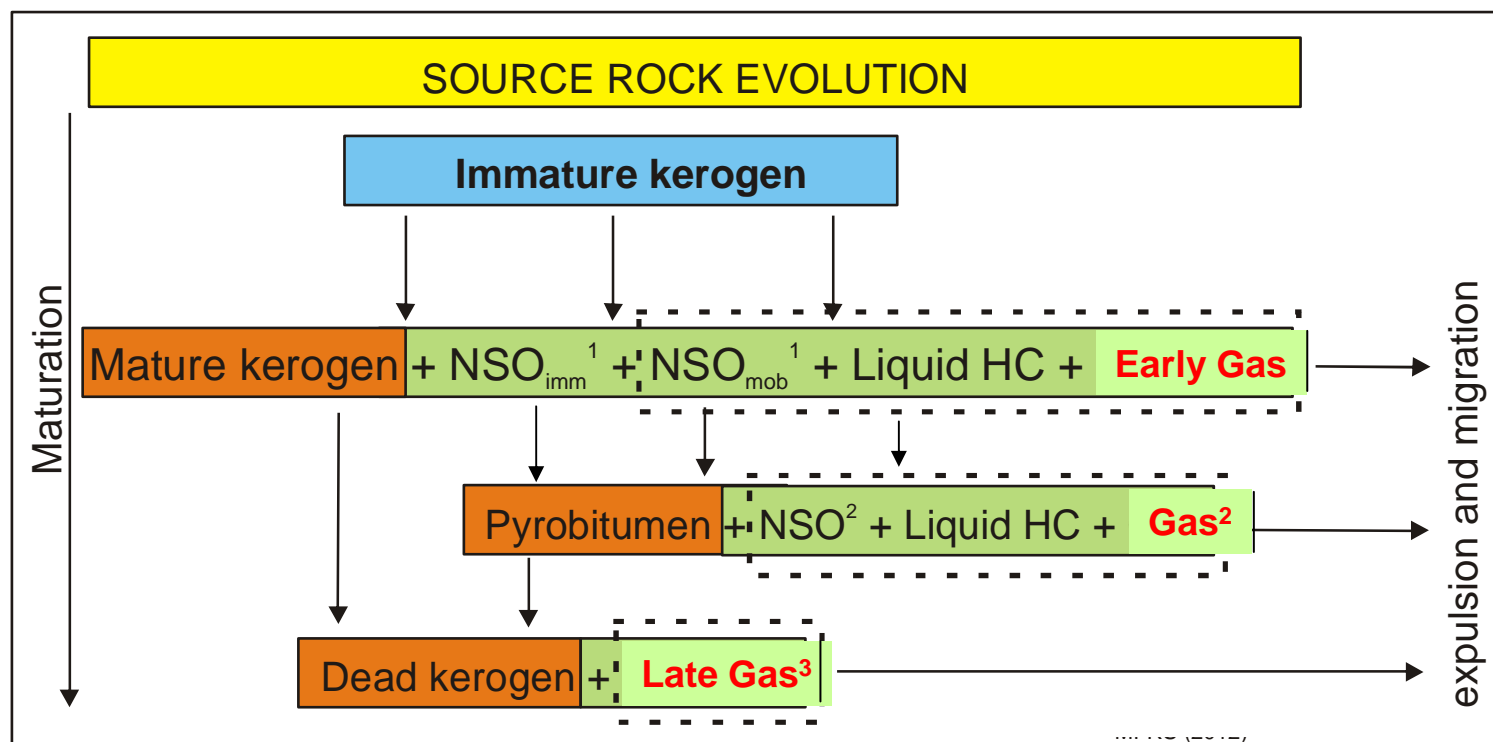 SOURCE ROCK EVOLUTION
Immature kerogen
Maturation
Mature kerogen + NSOimm¹ + NSOmob¹ + Liquid HC + Early Gas
Pyrobitumen + NSO² + Liquid HC + Gas²
Dead kerogen + Late Gas³
expulsion and migration